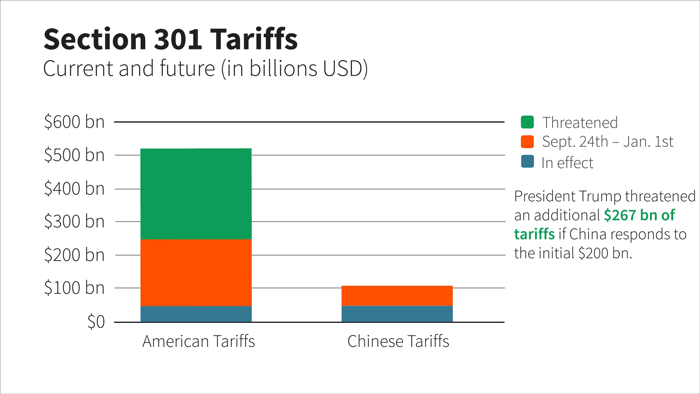 Section 301 Tariffs
Current and future (in billions USD)
$600 bn
$500 bn
$400 bn
$300 bn
$200 bn
$100 bn
$0
American Tariffs
Chinese Tariffs
Threatened
Sept. 24th – Jan. 1st
In effect
President Trump threatened
an additional $267 bn of
tariffs if China responds to
the initial $200 bn.